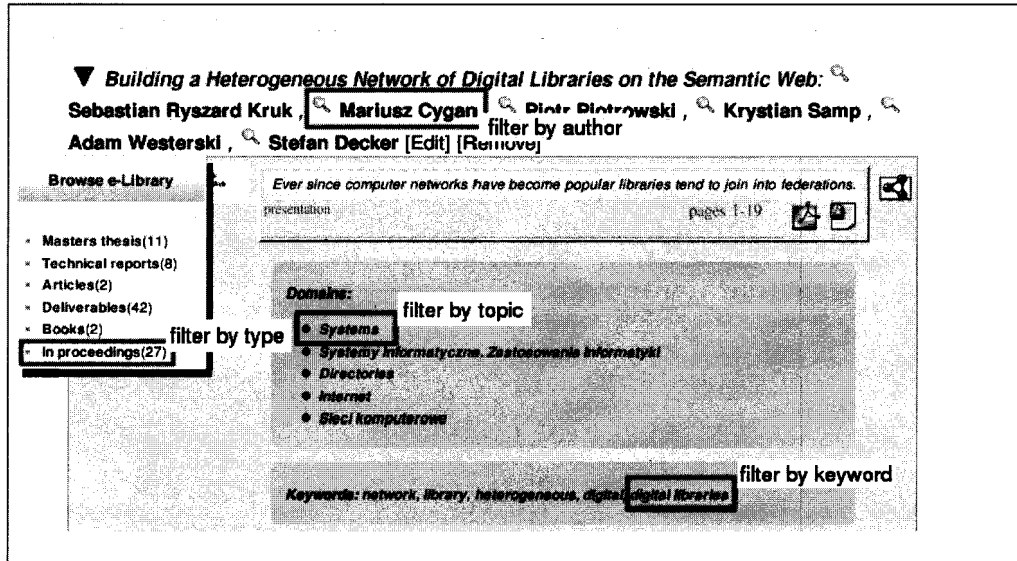 ▼ Building a Heterogeneous Network of Digital Libraries on the Semantic Web:
Sebastian Ryszard Kruk , Mariusz Cygan Piotr Piotrowski , Krystian Samp ,
filter by author
Adam Westerski , Stefan Decker [Edit] [Remove]
Browse e-Library
Masters thesis(11)
Technical reports(8)
Articles(2)
Deliverables(42)
Books(2)
In proceedings(27)
filter by type
Ever since computer networks have become popular libraries tend to join into federations.
presentation pages 1-19
Domains:
filter by topic
Systems
Systemy Informatyczne. Zastosowania Informatyki
Directories
Internet
Sieci komputerowe
filter by keyword
Keywords: network, library, heterogeneous, digital, digital libraries